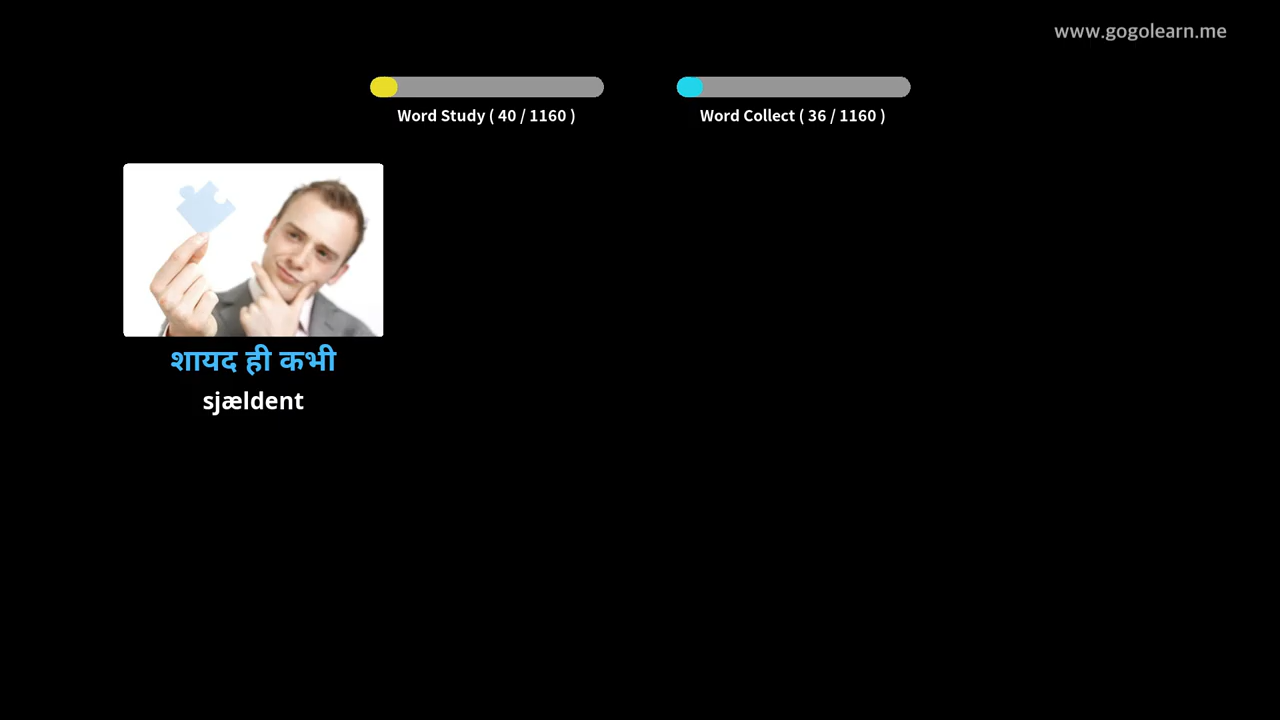 www.gogolearn.me
Word Study ( 40 / 1160 )
Word Collect ( 36 / 1160 )
शायद ही कभी
sjældent